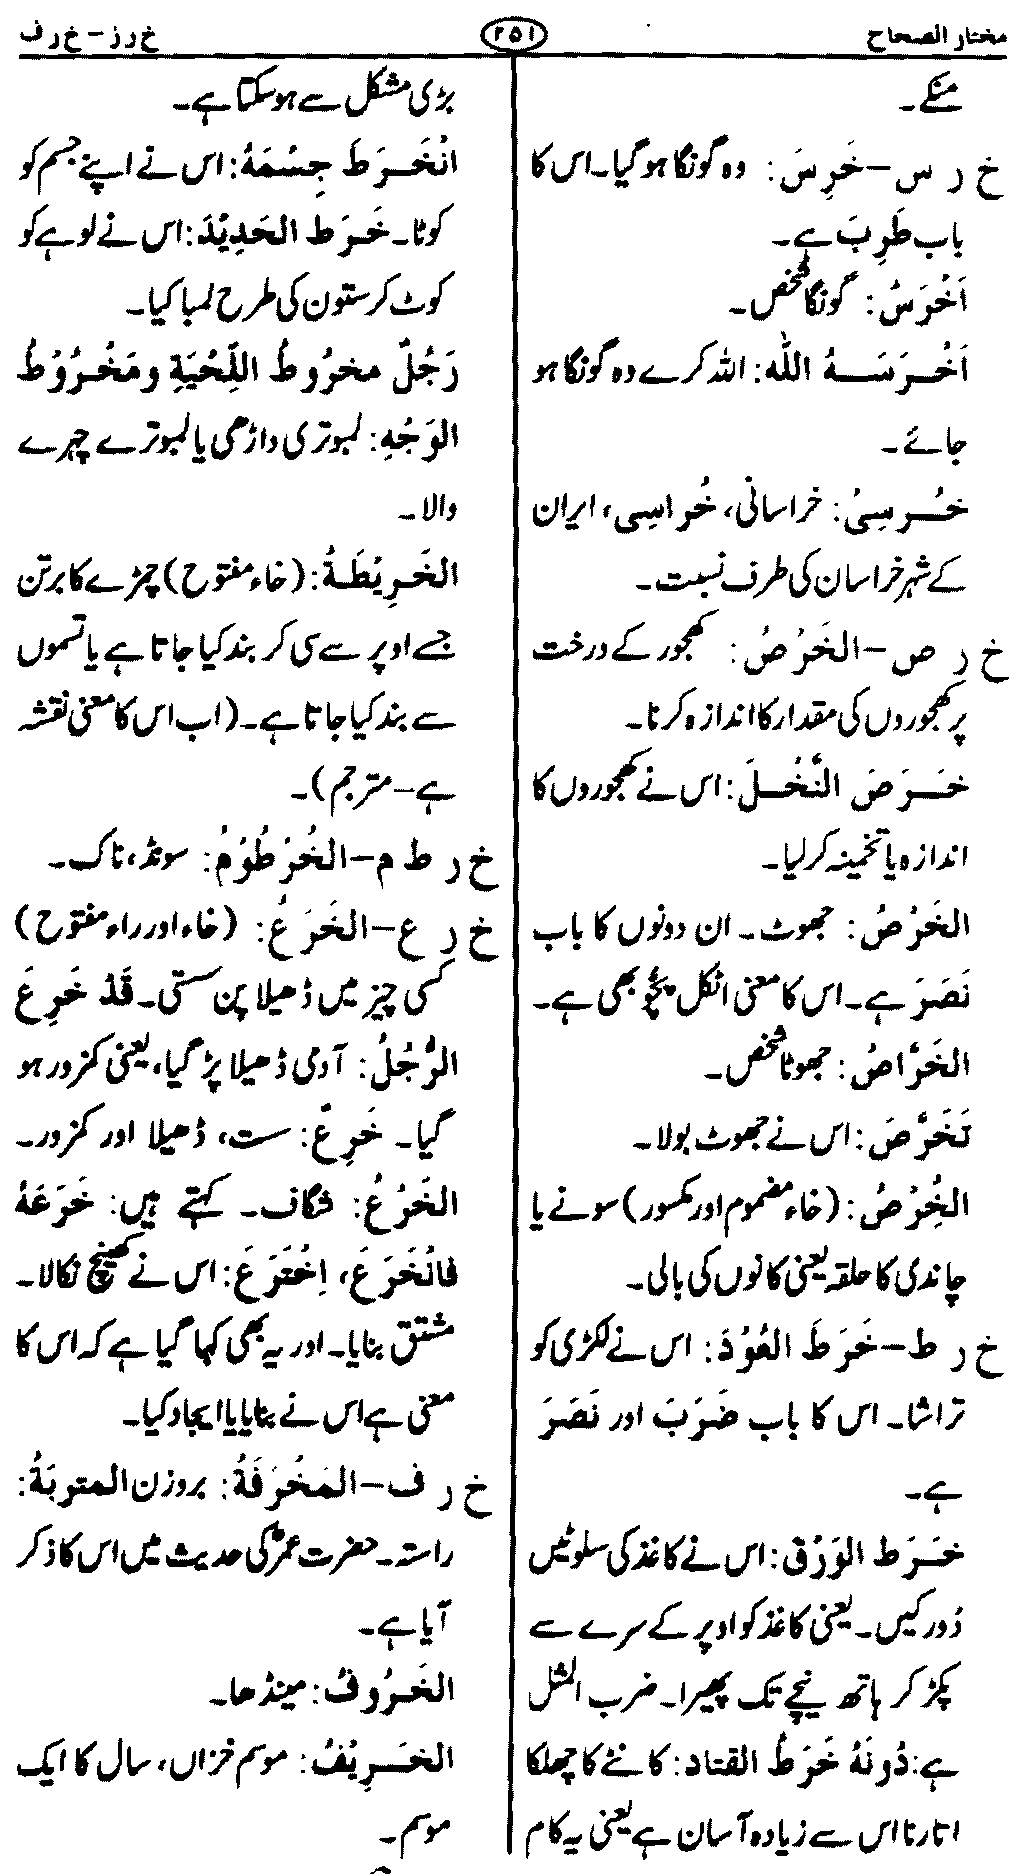 مختار الصحاح
۲۵۱
خ ر ز – خ ر ف
منکے۔
خ ر س – خَرِسَ: وہ گونگا ہو گیا۔ اس کا
باب طَرِبَ ہے۔
اَخْرَسُ: گونگا شخص۔
اَخْرَسَهُ اللّٰه: اللہ کرے وہ گونگا ہو
جائے۔
خُرسِیُ: خراسانی، خُراسِی، ایران
کے شہر خراسان کی طرف نسبت۔
خ ر ص – الخَرْصُ: کھجور کے درخت
پر کھجوروں کی مقدار کا اندازہ کرنا۔
خَرَصَ النَّخْلَ: اس نے کھجوروں کا
اندازہ یا تخمینہ کر لیا۔
الخَرْصُ: جھوٹ۔ ان دونوں کا باب
نَصَرَ ہے۔ اس کا معنی اٹکل پچّو بھی ہے۔
الخَرَّاصُ: جھوٹا شخص۔
تَخَرَّصَ: اس نے جھوٹ بولا۔
الخُرْصُ: (خاء مضموم اور مکسور) سونے یا
چاندی کا حلقہ یعنی کانوں کی بالی۔
خ ر ط – خَرَطَ العُوْدَ: اس نے لکڑی کو
تراشا۔ اس کا باب ضَرَبَ اور نَصَرَ
ہے۔
خَرَط الوَرْق: اس نے کاغذ کی سلوٹیں
دُور کیں۔ یعنی کاغذ کو اوپر کے سرے سے
پکڑ کر ہاتھ نیچے تک پھیرا۔ ضرب المثل
ہے: دُونَهُ خَرَطُ القتاد: کانٹے کا چھلکا
اتارنا اس سے زیادہ آسان ہے یعنی یہ کام
بڑی مشکل سے ہو سکتا ہے۔
انْخَرَطَ جِسْمَهُ: اس نے اپنے جسم کو
کوٹا۔ خَرَط الحَدِیْدَ: اس نے لوہے کو
کوٹ کر ستون کی طرح لمبا کیا۔
رَجُلٌ مخرُوطُ اللِّحْیَةِ ومَخْرُوْطُ
الوَجْهِ: لمبوتری داڑھی یا لمبوترے چہرے
والا۔
الخَرِیْطَةُ: (خاء مفتوح) چمڑے کا برتن
جسے اوپر سے سی کر بند کیا جاتا ہے یا تسموں
سے بند کیا جاتا ہے۔ (اب اس کا معنی نقشہ
ہے – مترجم)۔
خ ر ط م – الخُرْطُوْمُ: سونڈ، ناک۔
خ ر ع – الخَرَعُ: (خاء اور راء مفتوح)
کسی چیز میں ڈھیلا پن سستی۔ قَدْ خَرِعَ
الرَّجُلُ: آدمی ڈھیلا پڑ گیا، یعنی کمزور ہو
گیا۔ خَرِعٌ: ست، ڈھیلا اور کمزور۔
الخَرْعُ: شگاف۔ کہتے ہیں: خَرَعَهُ
فانْخَرَعَ، اِخْتَرَعَ: اس نے کھینچ نکالا۔
مشتق بنایا۔ اور یہ بھی کہا گیا ہے کہ اس کا
معنی ہے اس نے بنایا یا ایجاد کیا۔
خ ر ف – المَخْرَفَةُ: بروزن المتربَةُ:
راستہ۔ حضرت عمرؓ کی حدیث میں اس کا ذکر
آیا ہے۔
الخَرُوفُ: مینڈھا۔
الخَرِیْفُ: موسم خزاں، سال کا ایک
موسم۔